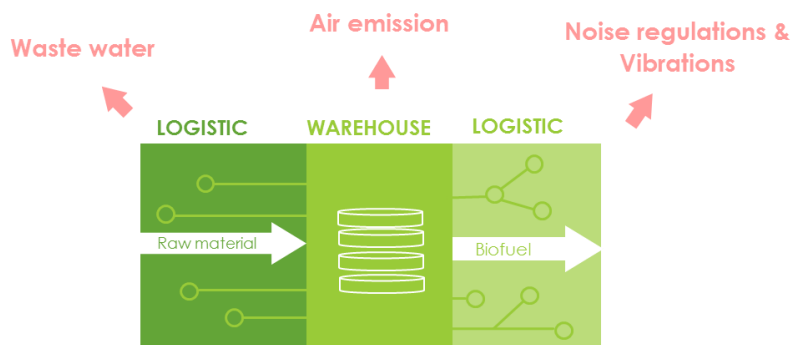 Air emission
Waste water
Noise regulations &
Vibrations
LOGISTIC
WAREHOUSE
LOGISTIC
Raw material
Biofuel